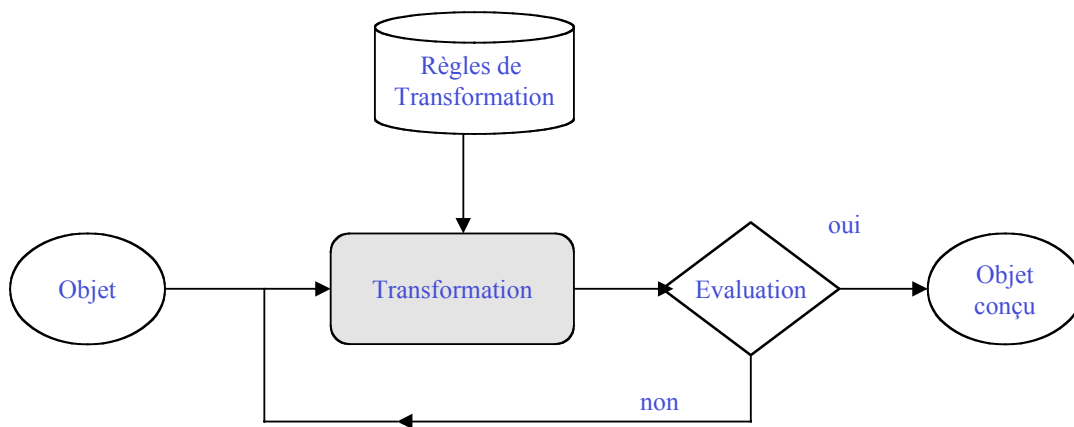 Règles de
Transformation
oui
Objet
Transformation
Evaluation
Objet
conçu
non